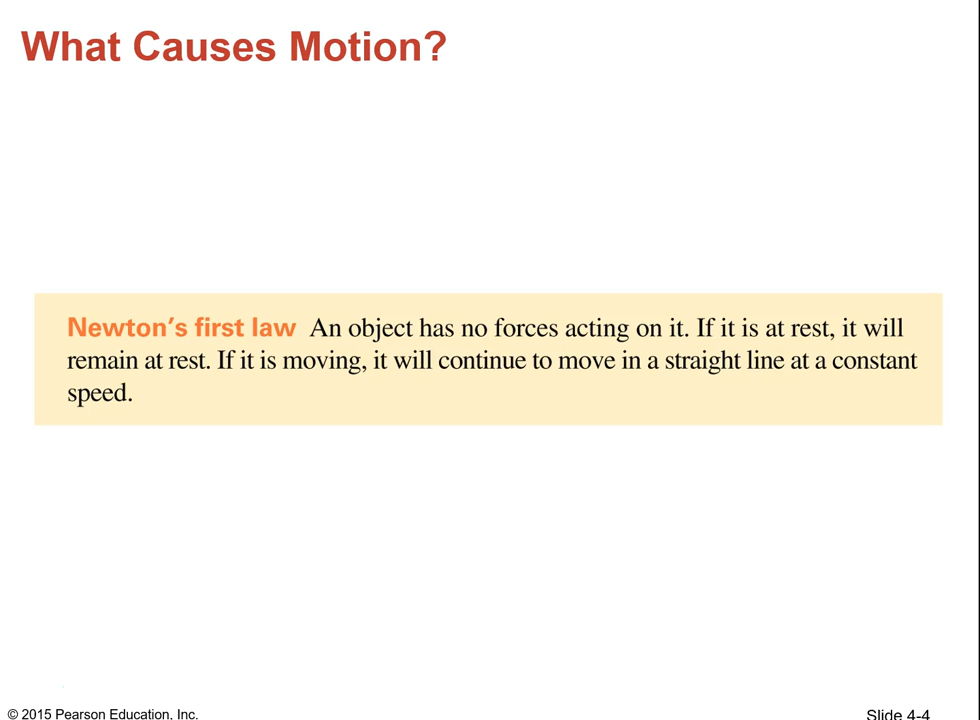 What Causes Motion?
Newton's first law An object has no forces acting on it. If it is at rest, it will
remain at rest. If it is moving, it will continue to move in a straight line at a constant
speed.
© 2015 Pearson Education, Inc.
Slide 4-4